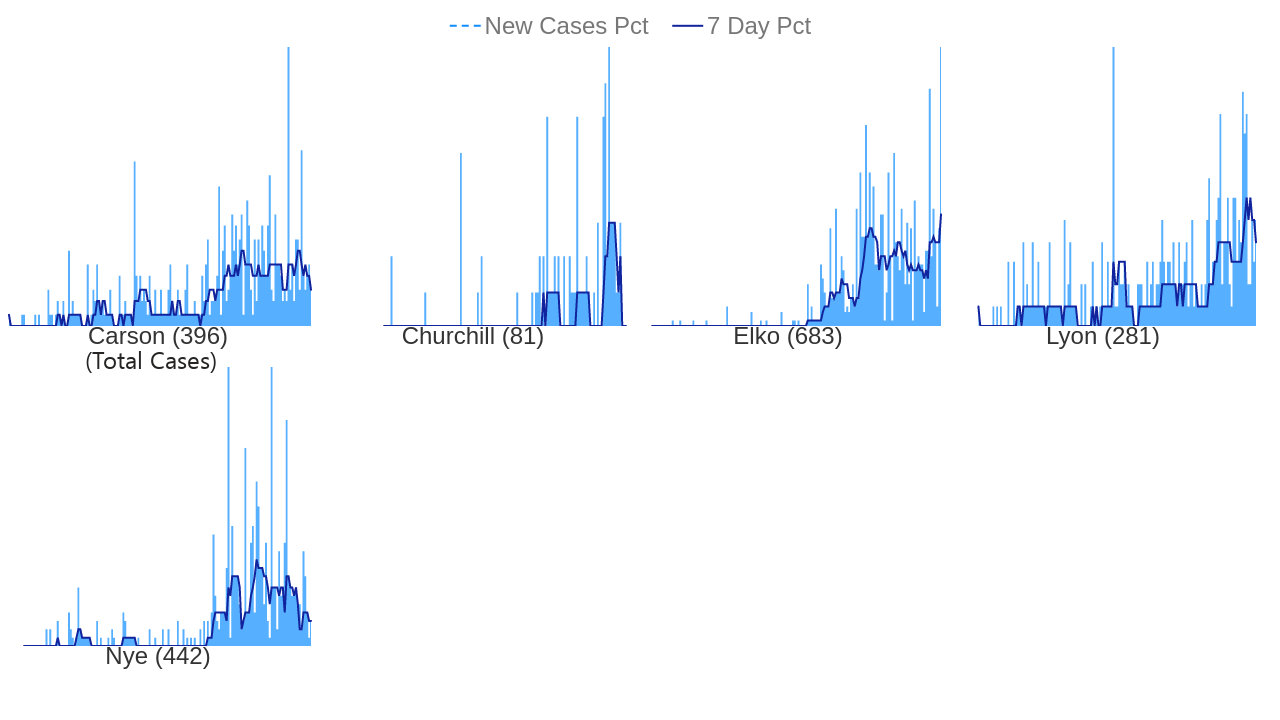 New Cases Pct 7 Day Pct
Carson (396)
(Total Cases)
Churchill (81)
Elko (683)
Lyon (281)
Nye (442)